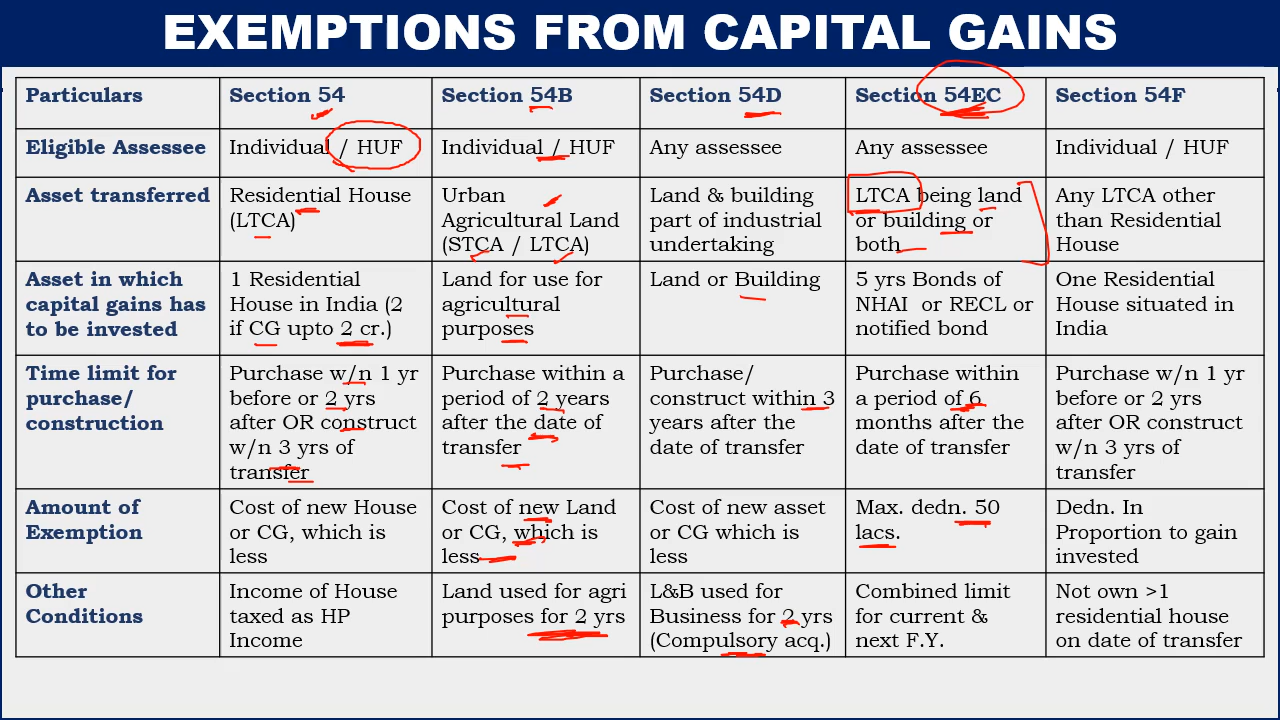 EXEMPTIONS FROM CAPITAL GAINS
Particulars
Section 54
Section 54B
Section 54D
Section 54EC
Section 54F
Eligible Assessee
Individual / HUF
Individual / HUF
Any assessee
Any assessee
Individual / HUF
Asset transferred
Residential House
(LTCA)
Urban
Agricultural Land
(STCA / LTCA)
Land & building
part of industrial
undertaking
LTCA being land
or building or
both
Any LTCA other
than Residential
House
Asset in which
capital gains has
to be invested
1 Residential
House in India (2
if CG upto 2 cr.)
Land for use for
agricultural
purposes
Land or Building
5 yrs Bonds of
NHAI or RECL or
notified bond
One Residential
House situated in
India
Time limit for
purchase/
construction
Purchase w/n 1 yr
before or 2 yrs
after OR construct
w/n 3 yrs of
transfer
Purchase within a
period of 2 years
after the date of
transfer
Purchase/
construct within 3
years after the
date of transfer
Purchase within
a period of 6
months after the
date of transfer
Purchase w/n 1 yr
before or 2 yrs
after OR construct
w/n 3 yrs of
transfer
Amount of
Exemption
Cost of new House
or CG, which is
less
Cost of new Land
or CG, which is
less
Cost of new asset
or CG which is
less
Max. dedn. 50
lacs.
Dedn. In
Proportion to gain
invested
Other
Conditions
Income of House
taxed as HP
Income
Land used for agri
purposes for 2 yrs
L&B used for
Business for 2 yrs
(Compulsory acq.)
Combined limit
for current &
next F.Y.
Not own >1
residential house
on date of transfer